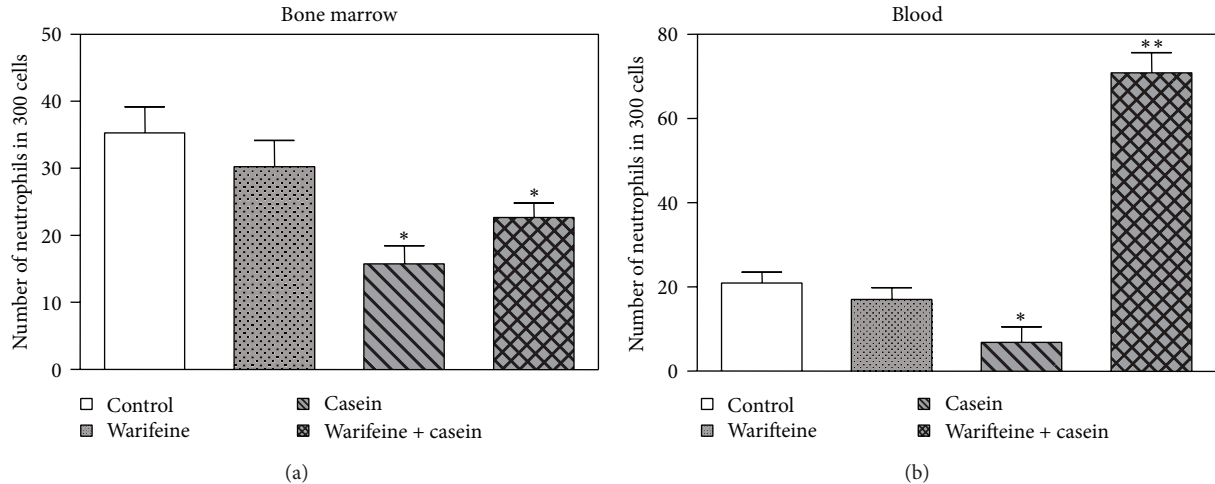 Bone marrow
Number of neutrophils in 300 cells
50
40
30
20
10
0
*
*
Control
Casein
Warifeine
Warifeine + casein
(a)
Blood
Number of neutrophils in 300 cells
80
60
40
20
0
*
**
Control
Casein
Warifteine
Warifteine + casein
(b)